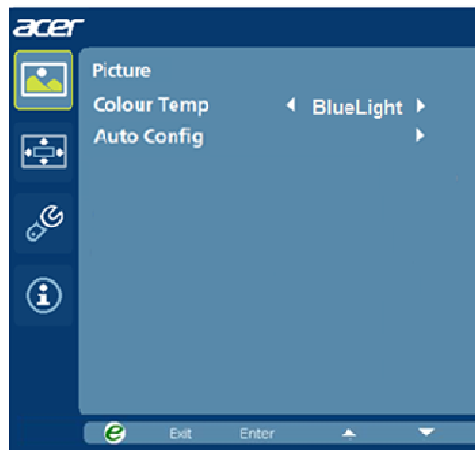 acer
Picture
Colour Temp BlueLight
Auto Config
e Exit Enter